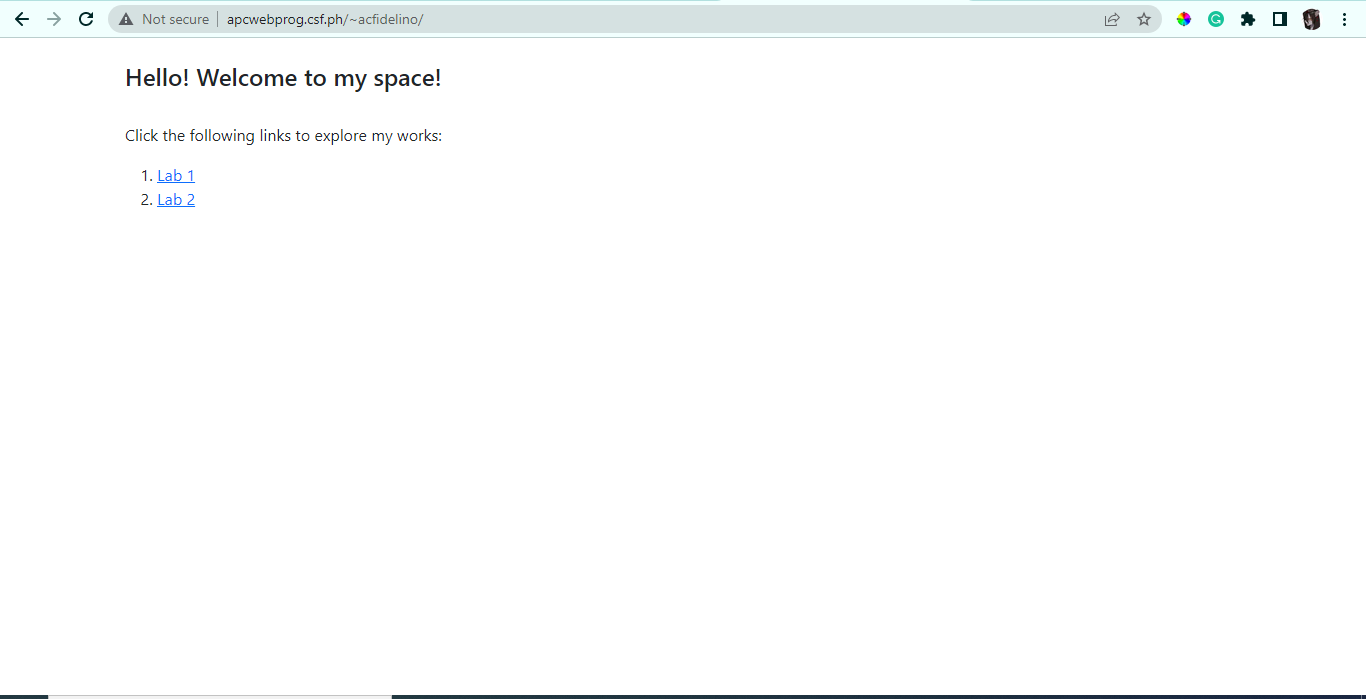 Not secure | apcwebprog.csf.ph/~acfidelino/
Hello! Welcome to my space!
Click the following links to explore my works:
1. Lab 1
2. Lab 2